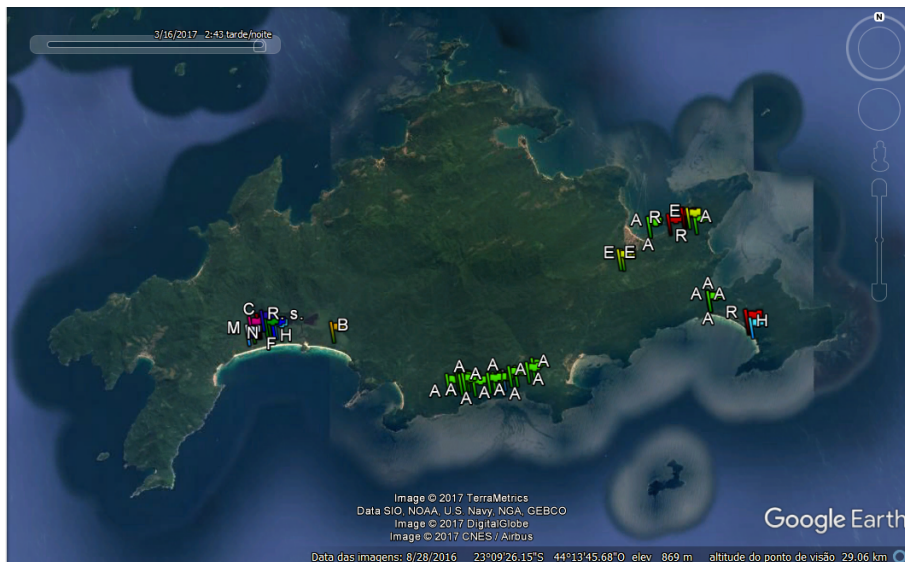 N
3/16/2017 2:43 tarde/noite
A R E A
A R
E E
A
A A
A R H
C R. s.
M N H B
F
A A A A
A A A A A A
A A
Image © 2017 TerraMetrics
Data SIO, NOAA, U.S. Navy, NGA, GEBCO
Image © 2017 DigitalGlobe
Image © 2017 CNES / Airbus
Google Earth
Data das imagens: 8/28/2016 23°09'26.15"S 44°13'45.68"O elev 869 m altitude do ponto de visão 29.06 km